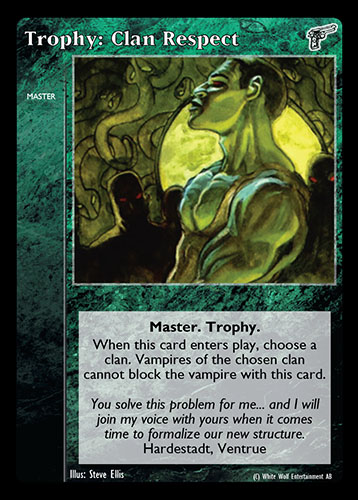 Trophy: Clan Respect
MASTER
Master. Trophy.
When this card enters play, choose a
clan. Vampires of the chosen clan
cannot block the vampire with this card.
You solve this problem for me... and I will
join my voice with yours when it comes
time to formalize our new structure.
Hardestadt, Ventrue
Illus: Steve Ellis
(C) White Wolf Entertainment AB